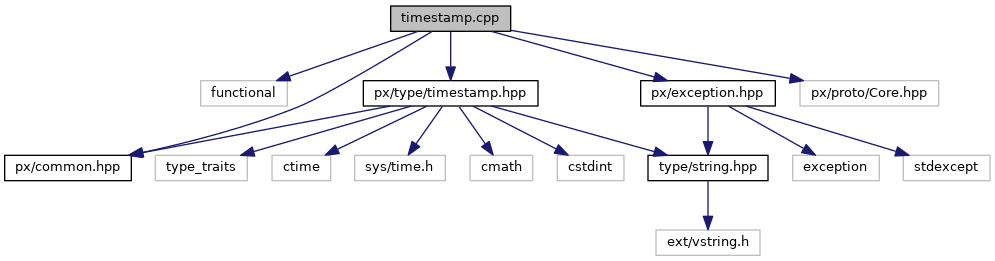 timestamp.cpp
functional
px/type/timestamp.hpp
px/exception.hpp
px/proto/Core.hpp
px/common.hpp
type_traits
ctime
sys/time.h
cmath
cstdint
type/string.hpp
exception
stdexcept
ext/vstring.h